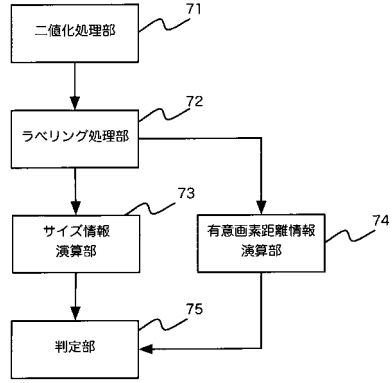 71
二値化処理部
72
ラベリング処理部
73
サイズ情報
演算部
74
有意画素距離情報
演算部
75
判定部